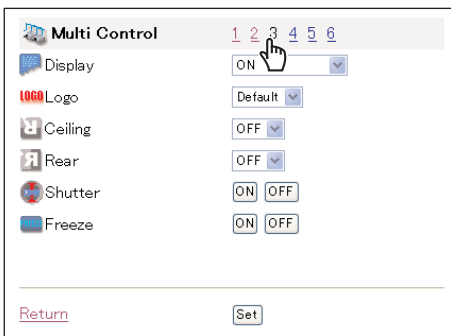 Multi Control 1 2 3 4 5 6
Display ON
LOGO Logo Default
Ceiling OFF
Rear OFF
Shutter ON OFF
Freeze ON OFF
Return Set